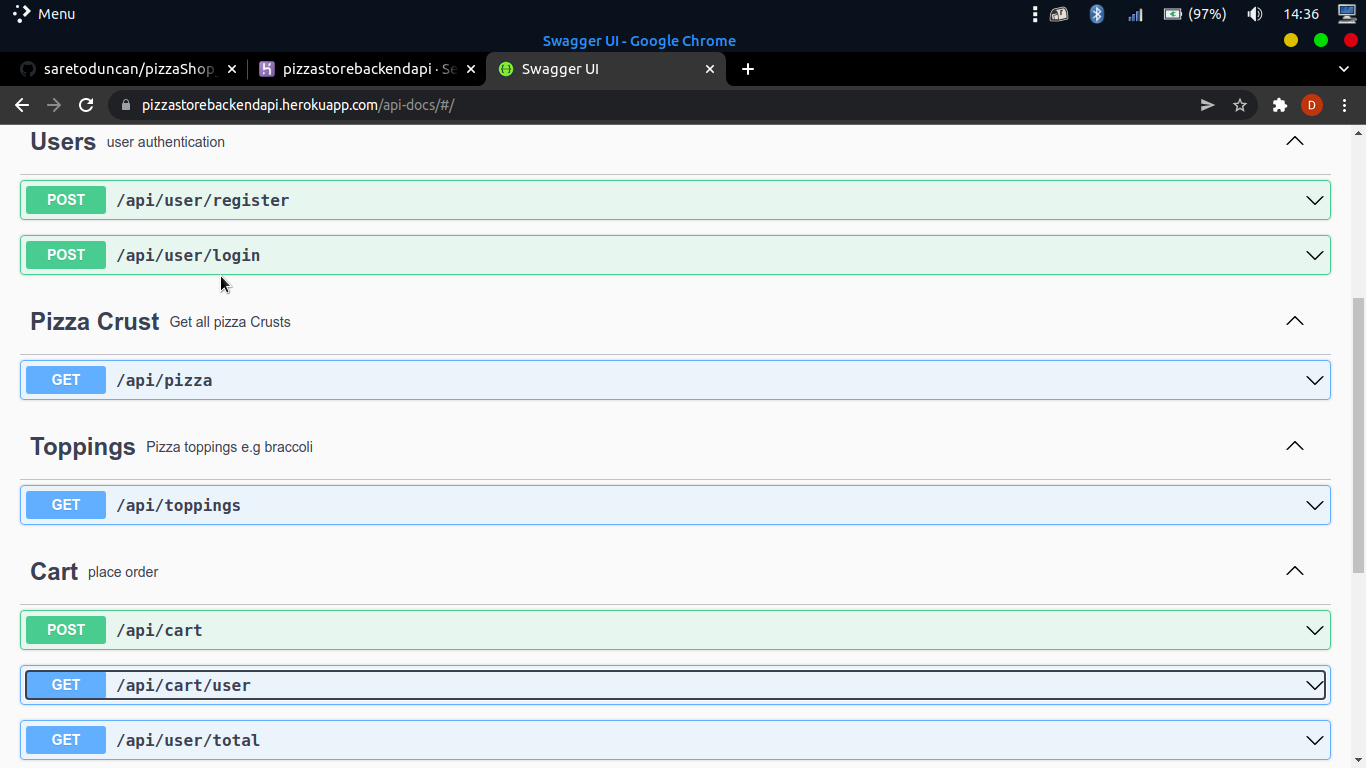 Menu
(97%)
14:36
Swagger UI - Google Chrome
saretoduncan/pizzaShop
pizzastorebackendapi · Se
Swagger UI
pizzastorebackendapi.herokuapp.com/api-docs/#/
D
Users user authentication
POST /api/user/register
POST /api/user/login
Pizza Crust Get all pizza Crusts
GET /api/pizza
Toppings Pizza toppings e.g braccoli
GET /api/toppings
Cart place order
POST /api/cart
GET /api/cart/user
GET /api/user/total